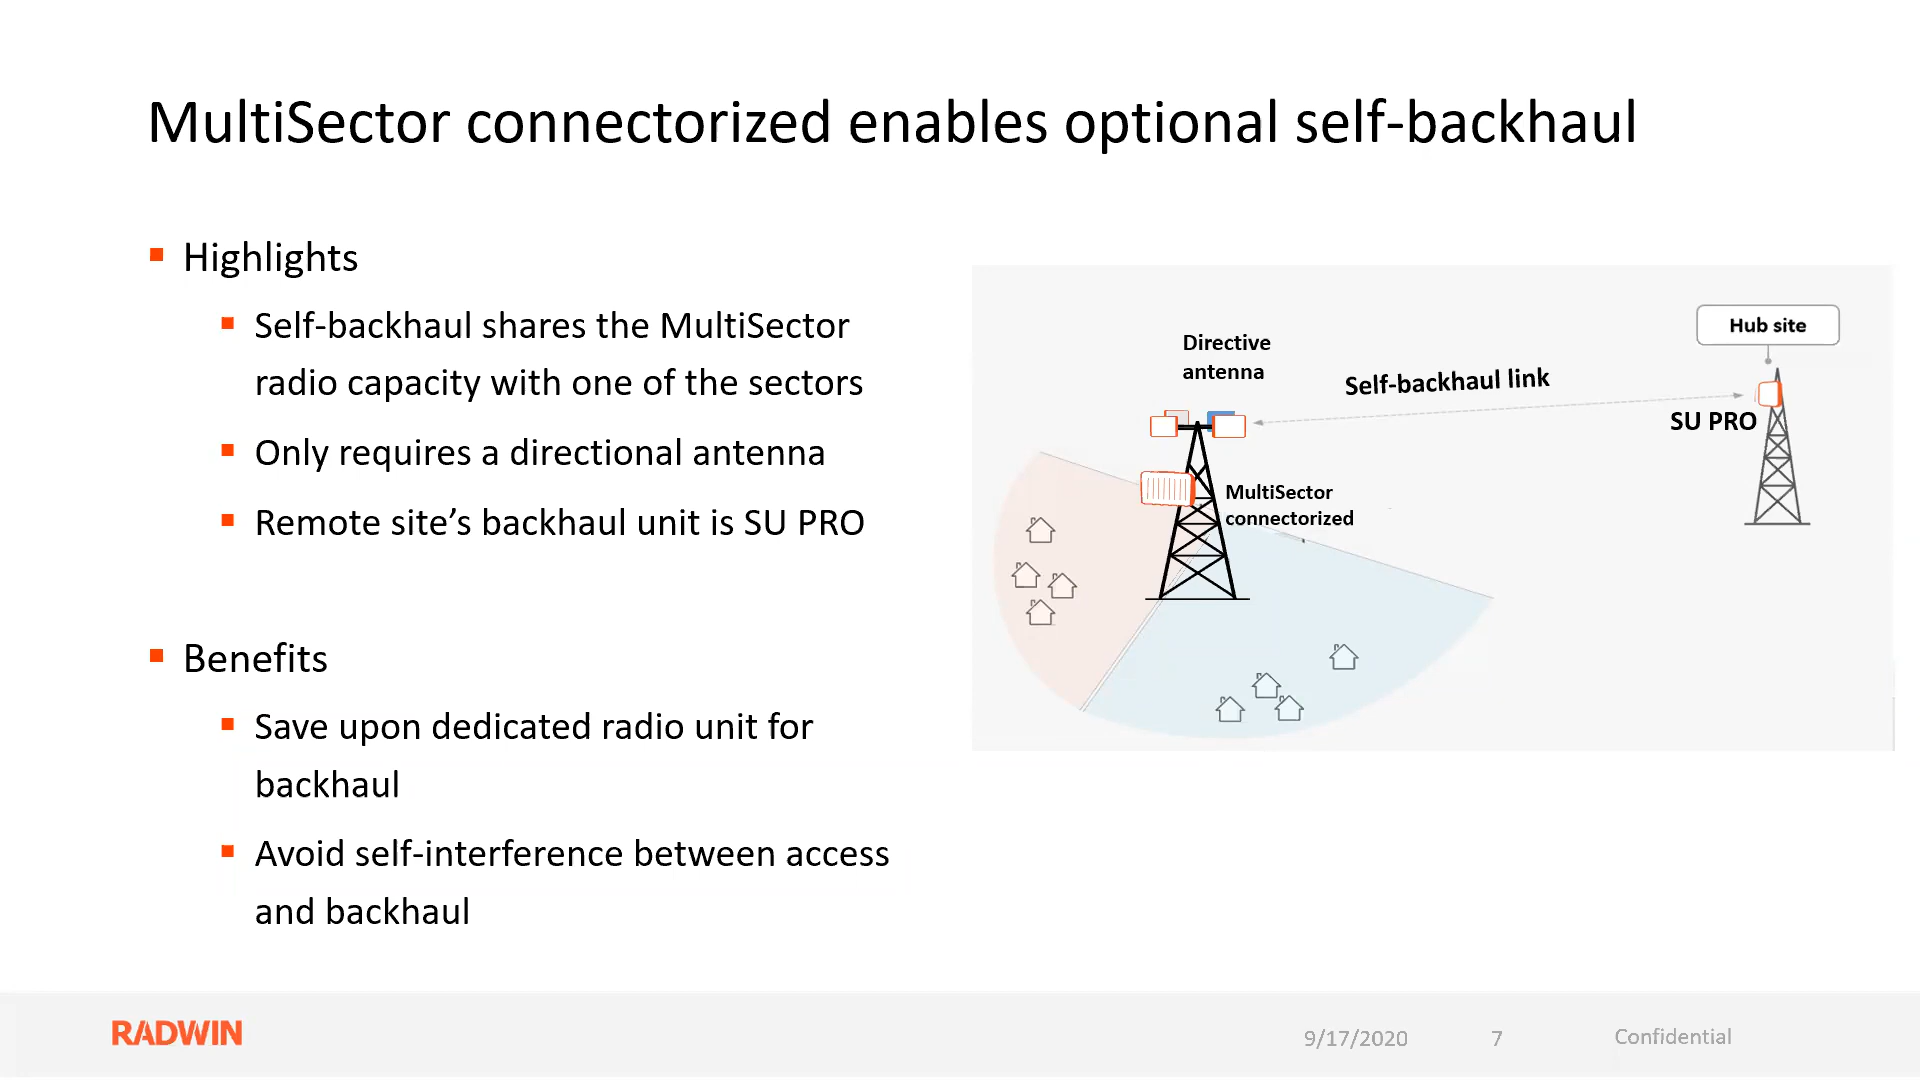 MultiSector connectorized enables optional self-backhaul
Highlights
Self-backhaul shares the MultiSector
radio capacity with one of the sectors
Only requires a directional antenna
Remote site’s backhaul unit is SU PRO
Benefits
Save upon dedicated radio unit for
backhaul
Avoid self-interference between access
and backhaul
Directive
antenna
Self-backhaul link
Hub site
SU PRO
MultiSector
connectorized
RADWIN
9/17/2020
7
Confidential